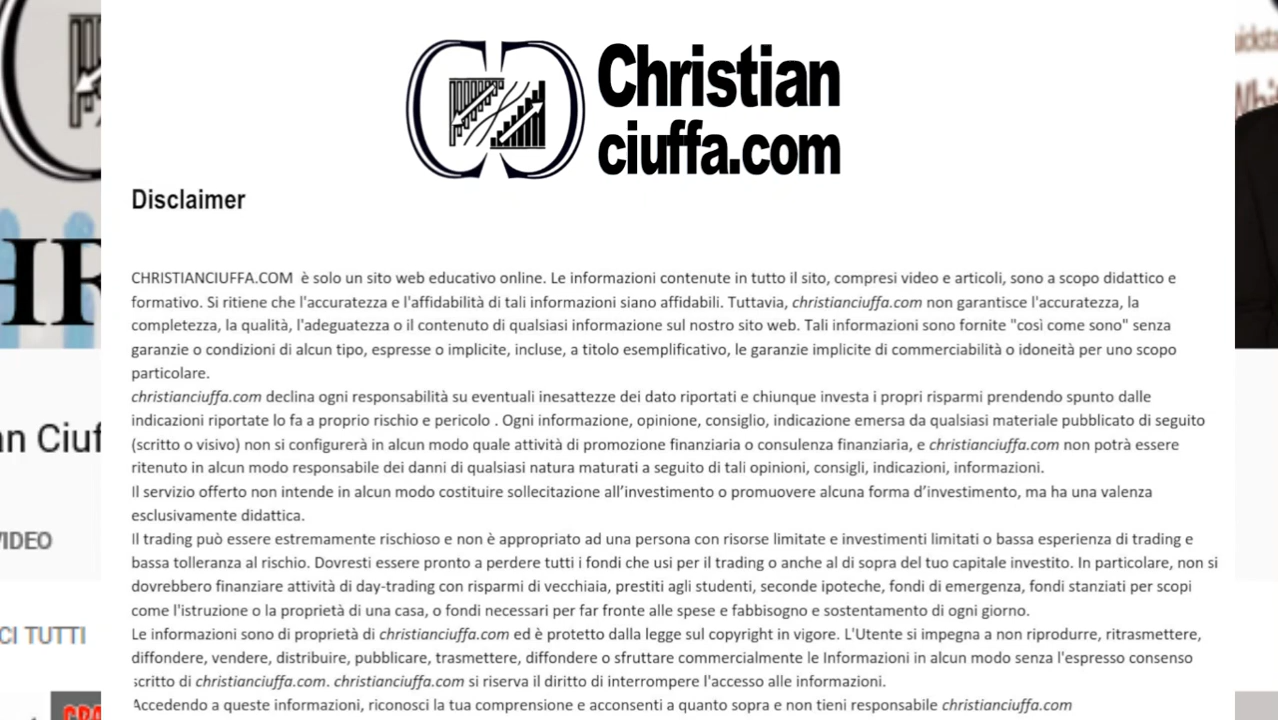 Christian
ciuffa.com
Disclaimer
CHRISTIANCIUFFA.COM è solo un sito web educativo online. Le informazioni contenute in tutto il sito, compresi video e articoli, sono a scopo didattico e
formativo. Si ritiene che l'accuratezza e l'affidabilità di tali informazioni siano affidabili. Tuttavia, christianciuffa.com non garantisce l'accuratezza, la
completezza, la qualità, l'adeguatezza o il contenuto di qualsiasi informazione sul nostro sito web. Tali informazioni sono fornite "così come sono" senza
garanzie o condizioni di alcun tipo, espresse o implicite, incluse, a titolo esemplificativo, le garanzie implicite di commerciabilità o idoneità per uno scopo
particolare.
christianciuffa.com declina ogni responsabilità su eventuali inesattezze dei dato riportati e chiunque investa i propri risparmi prendendo spunto dalle
indicazioni riportate lo fa a proprio rischio e pericolo . Ogni informazione, opinione, consiglio, indicazione emersa da qualsiasi materiale pubblicato di seguito
(scritto o visivo) non si configurerà in alcun modo quale attività di promozione finanziaria o consulenza finanziaria, e christianciuffa.com non potrà essere
ritenuto in alcun modo responsabile dei danni di qualsiasi natura maturati a seguito di tali opinioni, consigli, indicazioni, informazioni.
Il servizio offerto non intende in alcun modo costituire sollecitazione all’investimento o promuovere alcuna forma d’investimento, ma ha una valenza
esclusivamente didattica.
Il trading può essere estremamente rischioso e non è appropriato ad una persona con risorse limitate e investimenti limitati o bassa esperienza di trading e
bassa tolleranza al rischio. Dovresti essere pronto a perdere tutti i fondi che usi per il trading o anche al di sopra del tuo capitale investito. In particolare, non si
dovrebbero finanziare attività di day-trading con risparmi di vecchiaia, prestiti agli studenti, seconde ipoteche, fondi di emergenza, fondi stanziati per scopi
come l'istruzione o la proprietà di una casa, o fondi necessari per far fronte alle spese e fabbisogno e sostentamento di ogni giorno.
Le informazioni sono di proprietà di christianciuffa.com ed è protetto dalla legge sul copyright in vigore. L'Utente si impegna a non riprodurre, ritrasmettere,
diffondere, vendere, distribuire, pubblicare, trasmettere, diffondere o sfruttare commercialmente le Informazioni in alcun modo senza l'espresso consenso
scritto di christianciuffa.com. christianciuffa.com si riserva il diritto di interrompere l'accesso alle informazioni.
Accedendo a queste informazioni, riconosci la tua comprensione e acconsenti a quanto sopra e non tieni responsabile christianciuffa.com
HR
an Ciuf
VIDEO
CI TUTTI